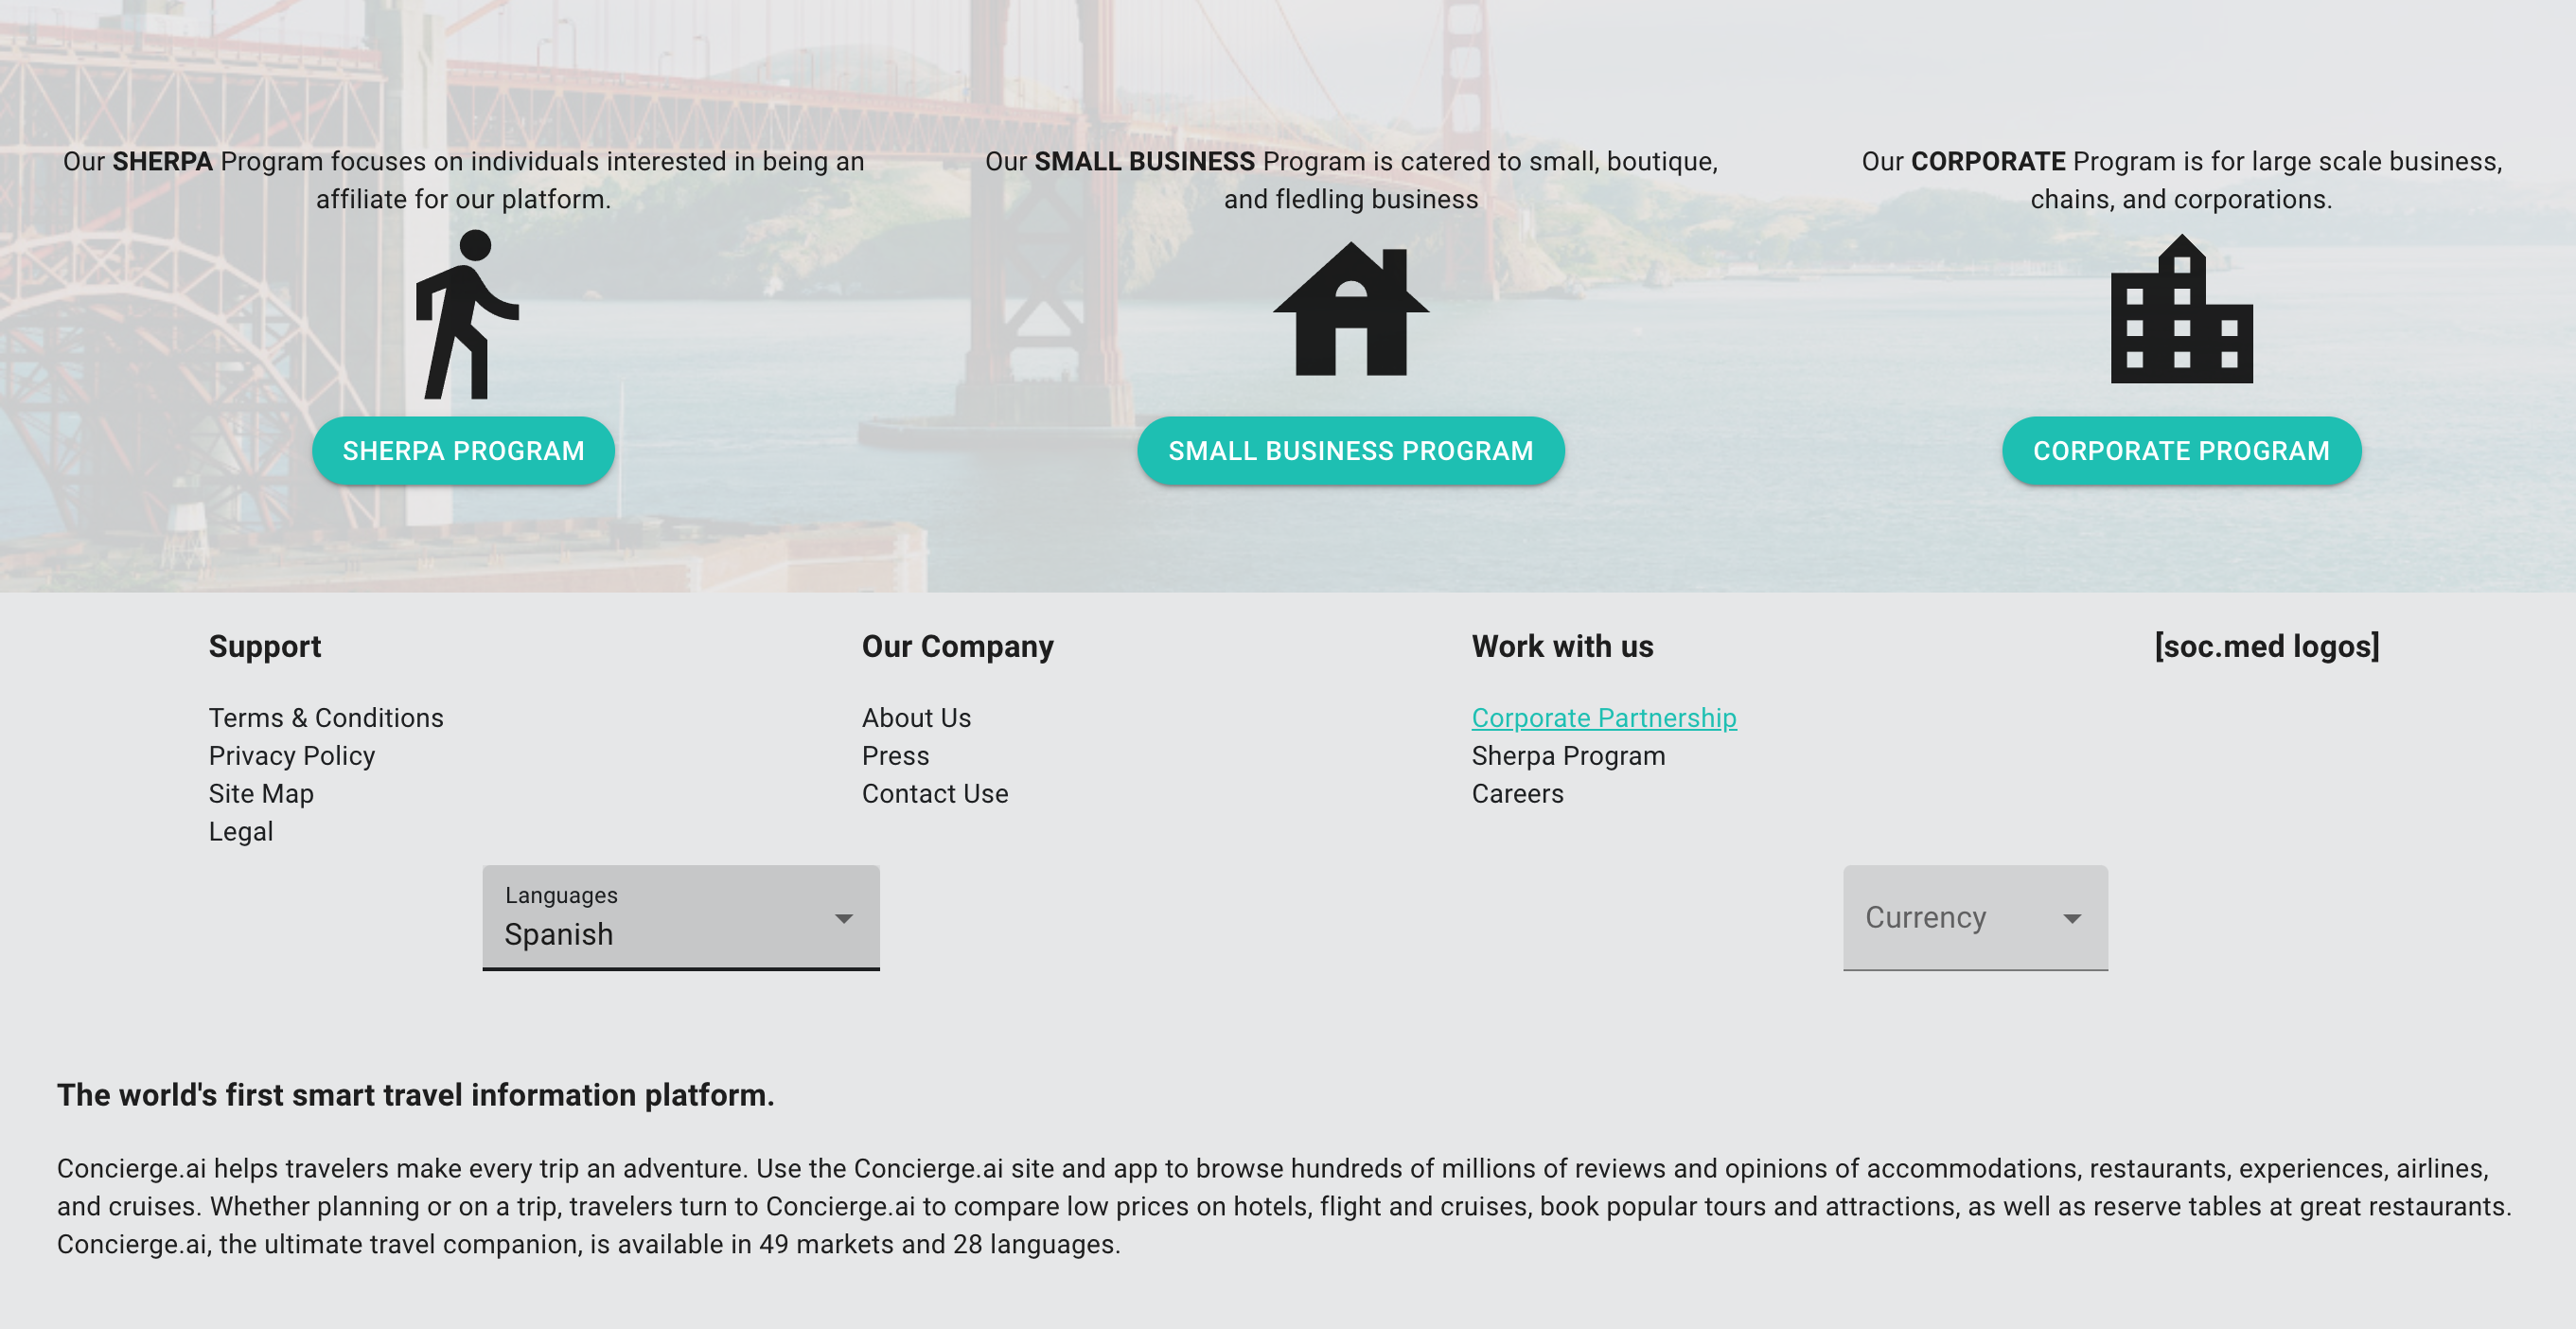 Our SHERPA Program focuses on individuals interested in being an
affiliate for our platform.
SHERPA PROGRAM
Our SMALL BUSINESS Program is catered to small, boutique,
and fledling business
SMALL BUSINESS PROGRAM
Our CORPORATE Program is for large scale business,
chains, and corporations.
CORPORATE PROGRAM
Support
Terms & Conditions
Privacy Policy
Site Map
Legal
Our Company
About Us
Press
Contact Use
Work with us
Corporate Partnership
Sherpa Program
Careers
[soc.med logos]
Languages
Spanish
Currency
The world's first smart travel information platform.
Concierge.ai helps travelers make every trip an adventure. Use the Concierge.ai site and app to browse hundreds of millions of reviews and opinions of accommodations, restaurants, experiences, airlines,
and cruises. Whether planning or on a trip, travelers turn to Concierge.ai to compare low prices on hotels, flight and cruises, book popular tours and attractions, as well as reserve tables at great restaurants.
Concierge.ai, the ultimate travel companion, is available in 49 markets and 28 languages.